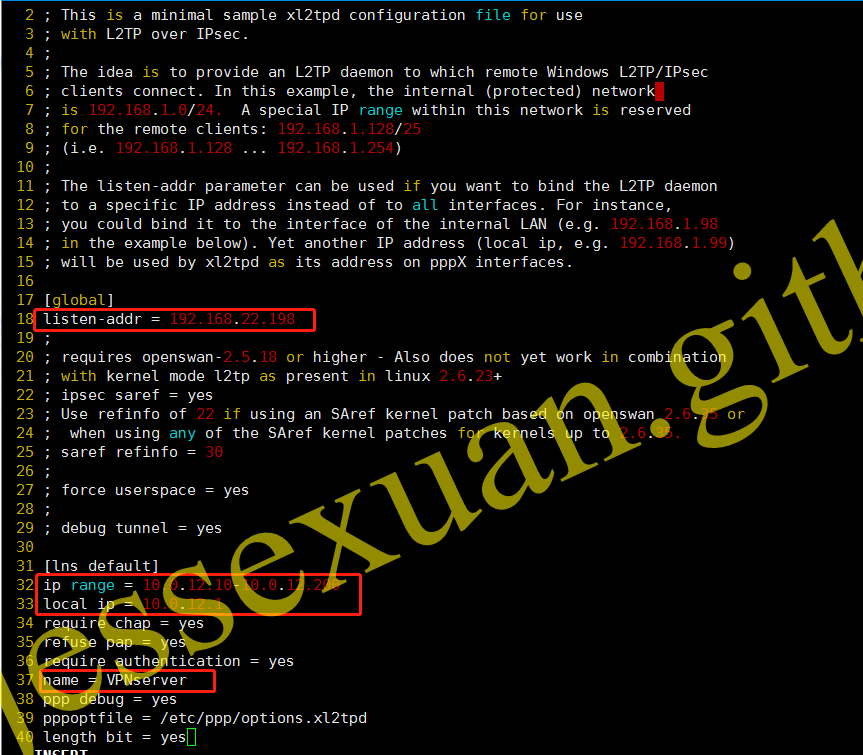 2 ; This is a minimal sample xl2tpd configuration file for use
3 ; with L2TP over IPsec.
4 ;
5 ; The idea is to provide an L2TP daemon to which remote Windows L2TP/IPsec
6 ; clients connect. In this example, the internal (protected) network
7 ; is 192.168.1.0/24.  A special IP range within this network is reserved
8 ; for the remote clients: 192.168.1.128/25
9 ; (i.e. 192.168.1.128 ... 192.168.1.254)
10 ;
11 ; The listen-addr parameter can be used if you want to bind the L2TP daemon
12 ; to a specific IP address instead of to all interfaces. For instance,
13 ; you could bind it to the interface of the internal LAN (e.g. 192.168.1.98
14 ; in the example below). Yet another IP address (local ip, e.g. 192.168.1.99)
15 ; will be used by xl2tpd as its address on pppX interfaces.
16
17 [global]
18 listen-addr = 192.168.22.198
19 ;
20 ; requires openswan-2.5.18 or higher - Also does not yet work in combination
21 ; with kernel mode l2tp as present in linux 2.6.23+
22 ; ipsec saref = yes
23 ; Use refinfo of 22 if using an SAref kernel patch based on openswan 2.6.35 or
24 ;  when using any of the SAref kernel patches for kernels up to 2.6.35.
25 ; saref refinfo = 30
26 ;
27 ; force userspace = yes
28 ;
29 ; debug tunnel = yes
30
31 [lns default]
32 ip range =
33 local ip = 10.0.12.1
34 require chap = yes
35 refuse pap = yes
36 require authentication = yes
37 name = VPNserver
38 ppp debug = yes
39 pppoptfile = /etc/ppp/options.xl2tpd
40 length bit = yes
essexuan.gith